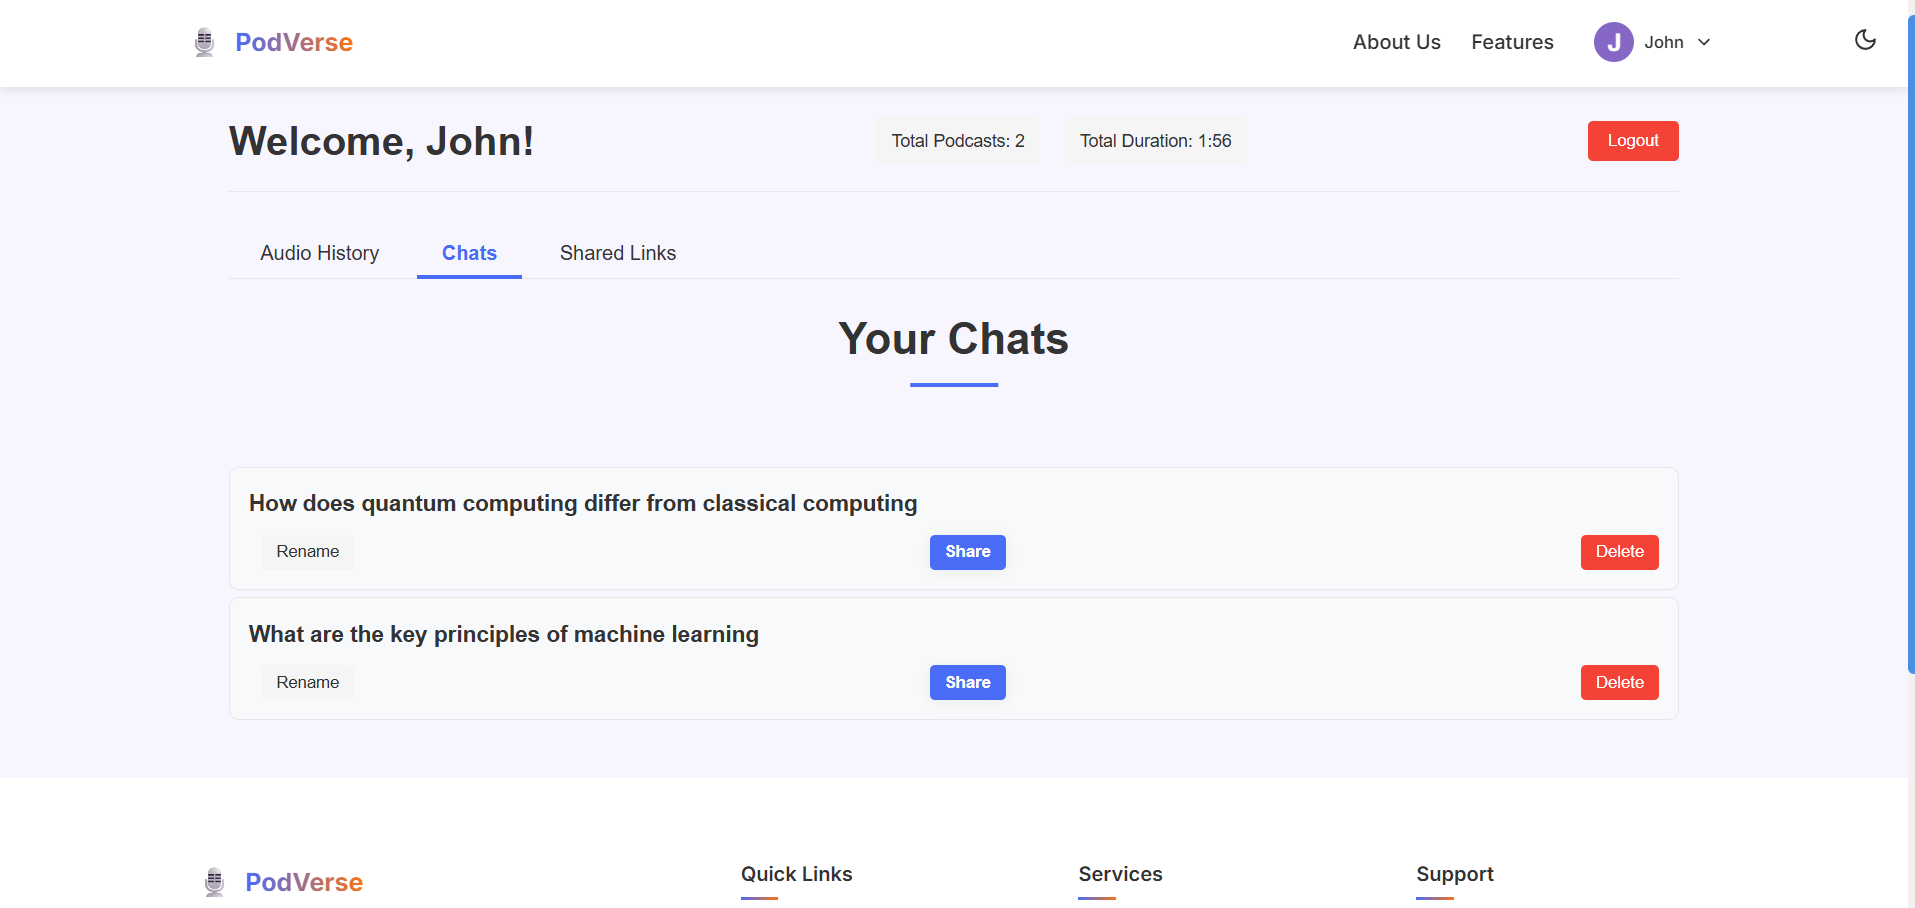 PodVerse
About Us
Features
J
John
Welcome, John!
Total Podcasts: 2
Total Duration: 1:56
Logout
Audio History
Chats
Shared Links
Your Chats
How does quantum computing differ from classical computing
Rename
Share
Delete
What are the key principles of machine learning
Rename
Share
Delete
PodVerse
Quick Links
Services
Support